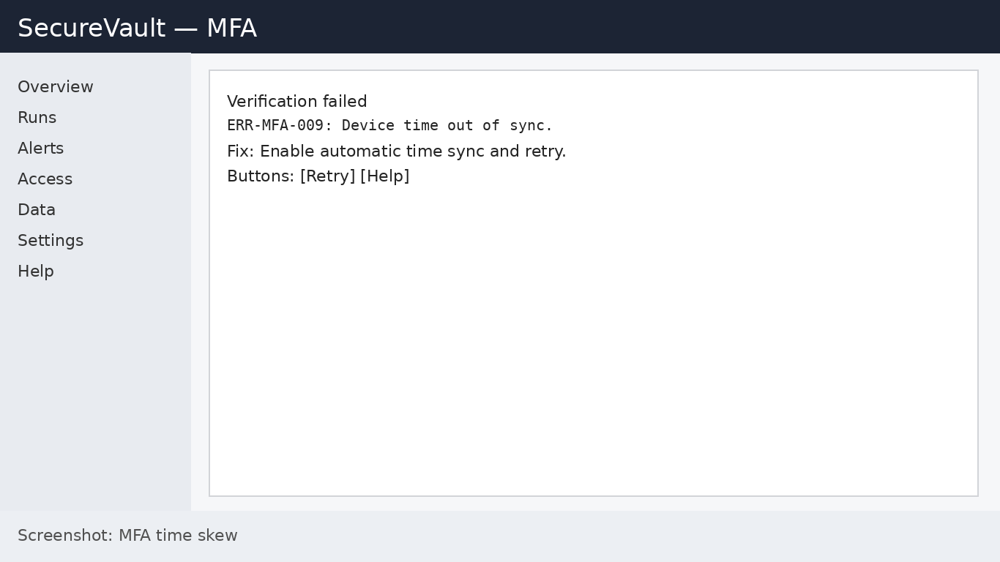 SecureVault — MFA
Overview
Runs
Alerts
Access
Data
Settings
Help
Verification failed
ERR-MFA-009: Device time out of sync.
Fix: Enable automatic time sync and retry.
Buttons: [Retry] [Help]
Screenshot: MFA time skew